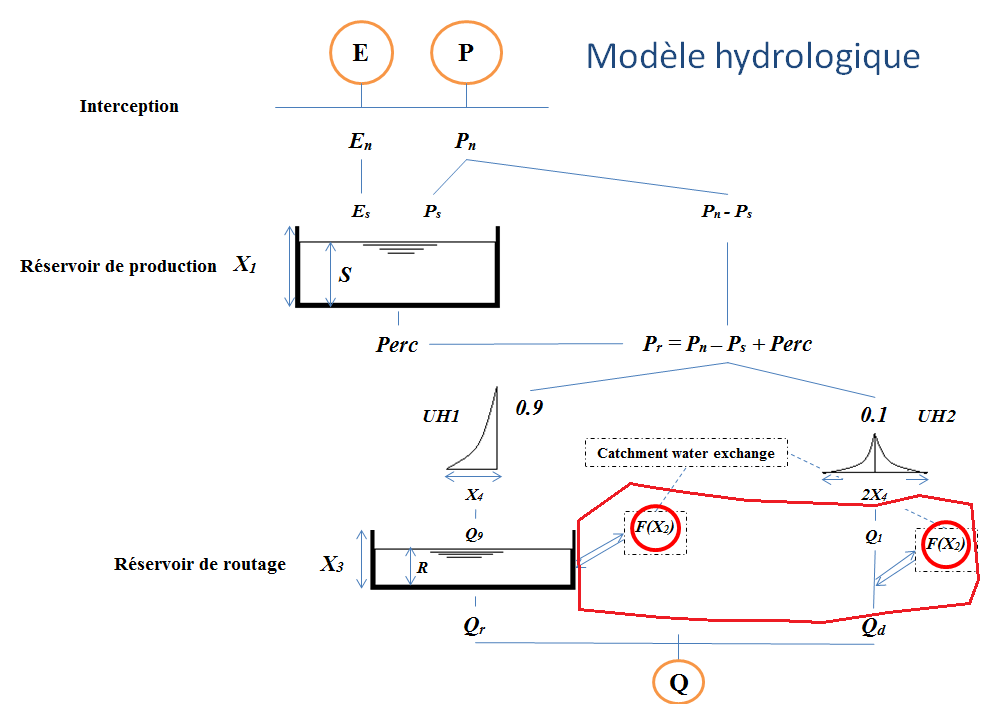 E
P
Modèle hydrologique
Interception
Eₙ
Pₙ
Eₛ
Pₛ
Pₙ - Pₛ
Réservoir de production
X₁
S
Perc
Pᵣ = Pₙ – Pₛ + Perc
UH1
0.9
0.1
UH2
Catchment water exchange
X₄
2X₄
Q₉
F(X₂)
Q₁
F(X₂)
Réservoir de routage
X₃
R
Qᵣ
Q_d
Q